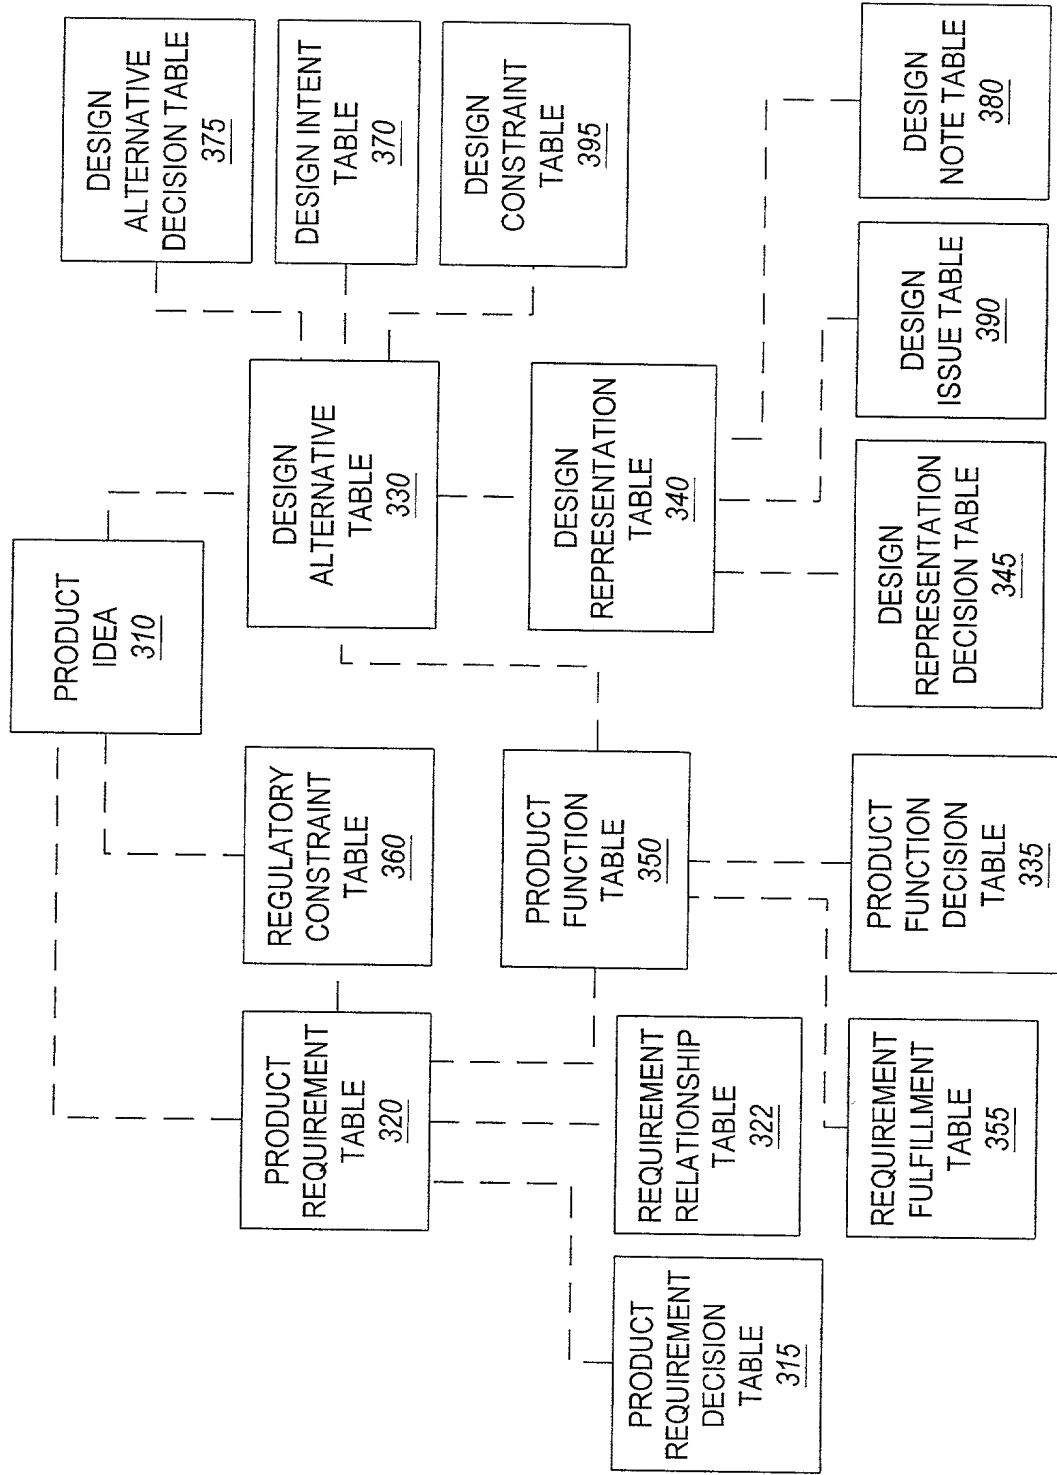 PRODUCT
IDEA
310
PRODUCT
REQUIREMENT
TABLE
320
REGULATORY
CONSTRAINT
TABLE
360
DESIGN
ALTERNATIVE
TABLE
330
DESIGN
ALTERNATIVE
DECISION TABLE
375
DESIGN INTENT
TABLE
370
DESIGN
CONSTRAINT
TABLE
395
PRODUCT
FUNCTION
TABLE
350
DESIGN
REPRESENTATION
TABLE
340
PRODUCT
REQUIREMENT
DECISION
TABLE
315
REQUIREMENT
RELATIONSHIP
TABLE
322
REQUIREMENT
FULFILLMENT
TABLE
355
PRODUCT
FUNCTION
DECISION
TABLE
335
DESIGN
REPRESENTATION
DECISION TABLE
345
DESIGN
ISSUE TABLE
390
DESIGN
NOTE TABLE
380